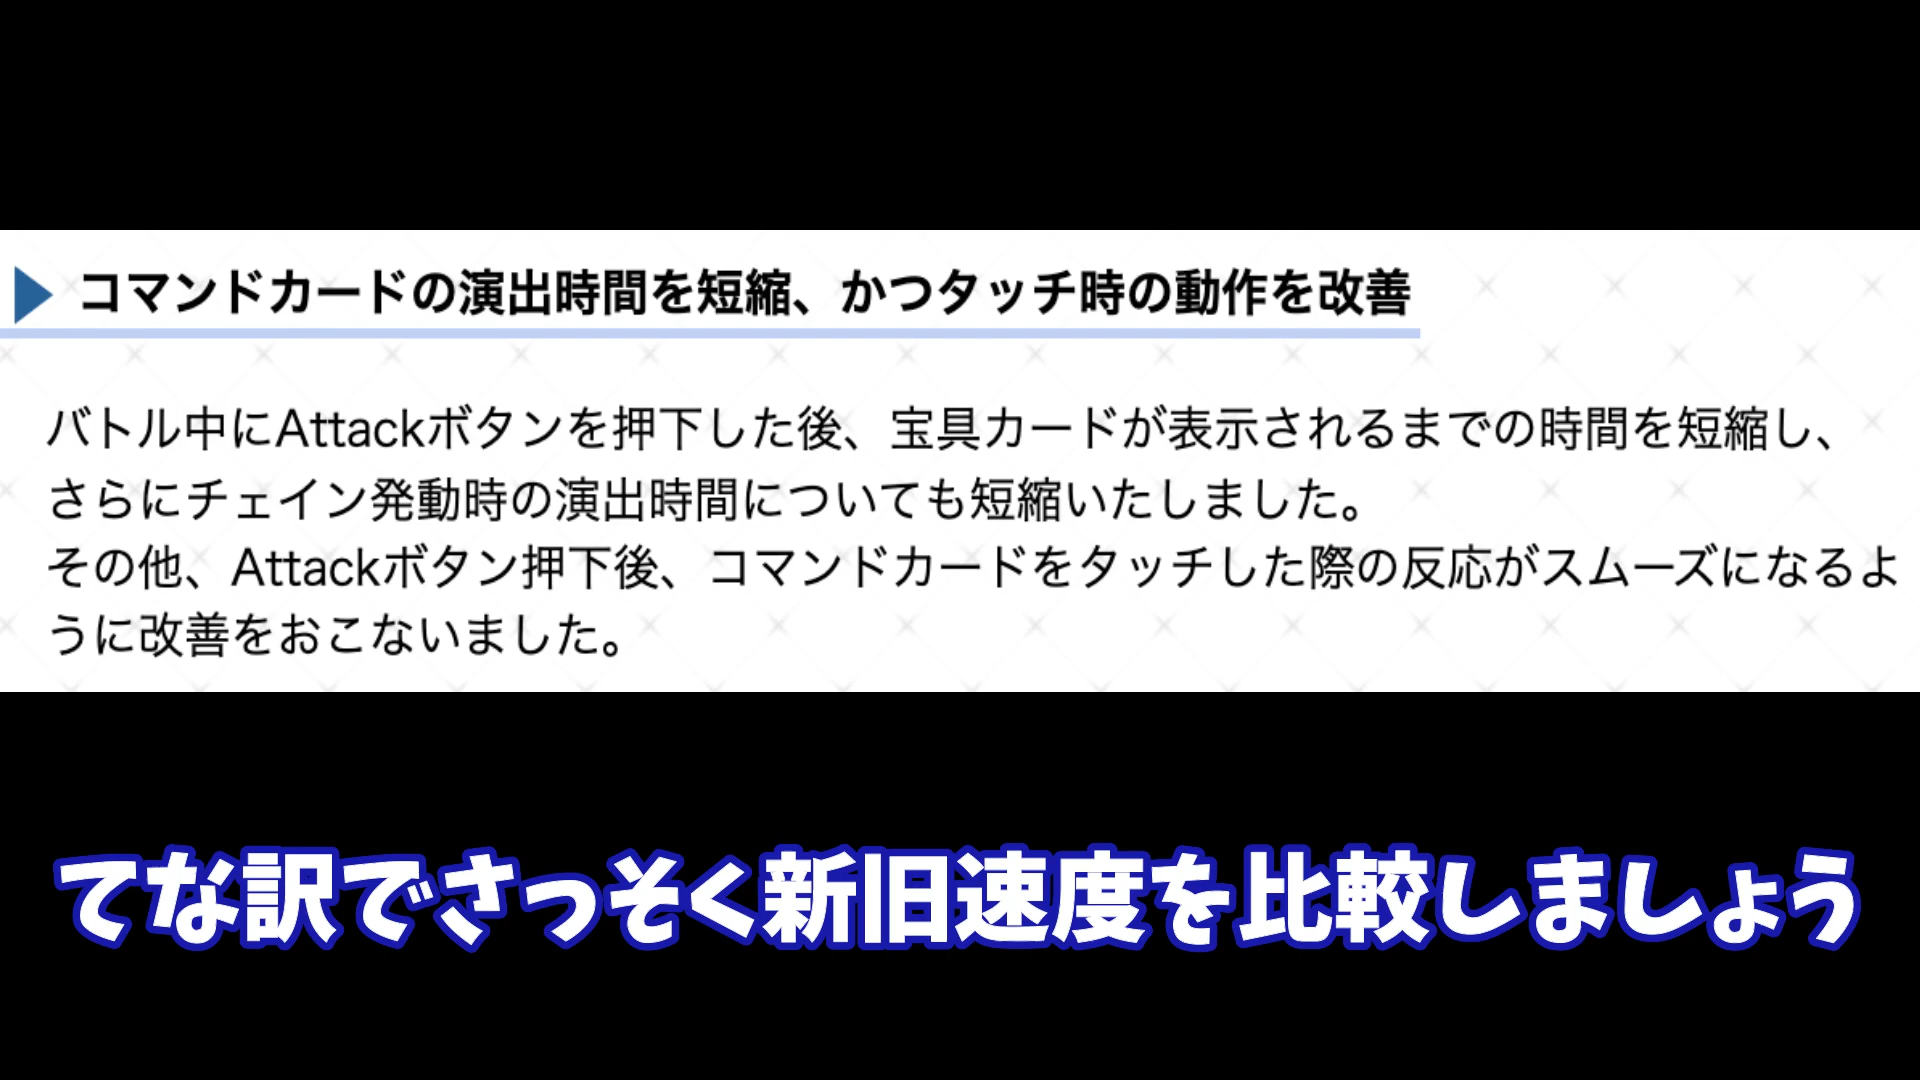 コマンドカードの演出時間を短縮、かつタッチ時の動作を改善
バトル中にAttackボタンを押下した後、宝具カードが表示されるまでの時間を短縮し、
さらにチェイン発動時の演出時間についても短縮いたしました。
その他、Attackボタン押下後、コマンドカードをタッチした際の反応がスムーズになるよ
うに改善をおこないました。
てな訳でさっそく新旧速度を比較しましょう